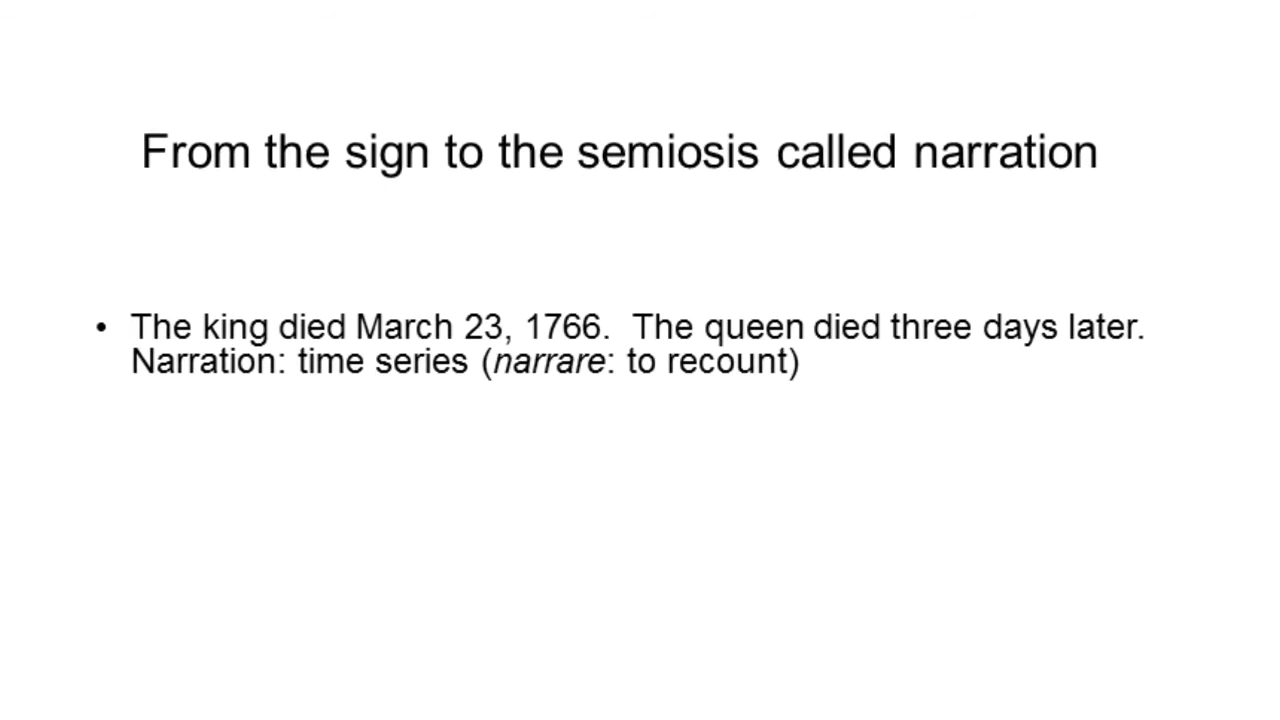 From the sign to the semiosis called narration
• The king died March 23, 1766.  The queen died three days later.
Narration: time series (narrare: to recount)